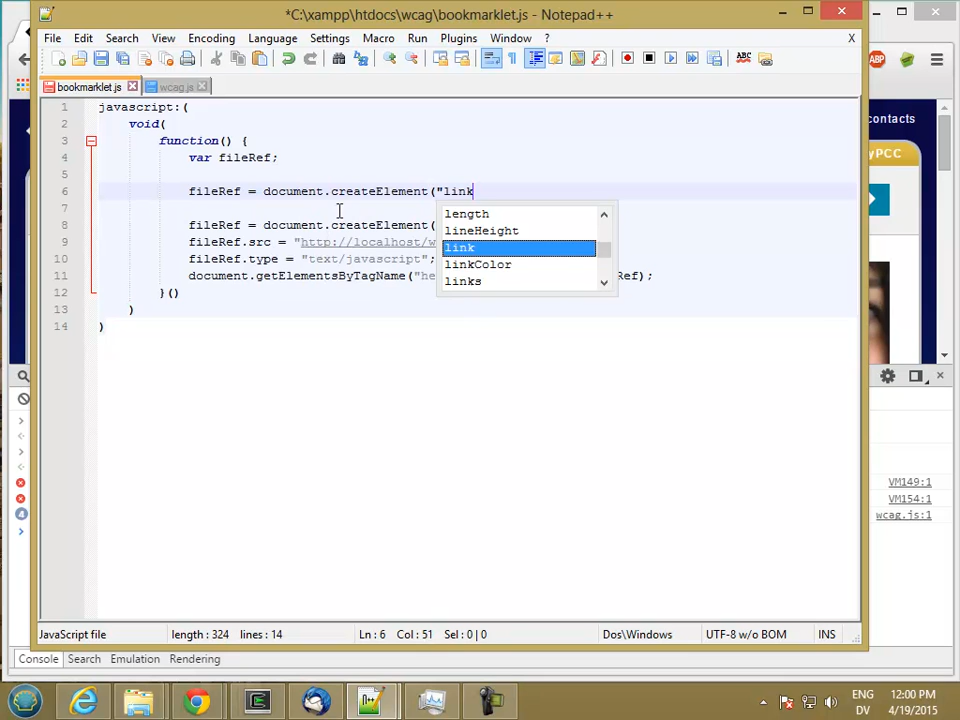 *C:\xampp\htdocs\wcag\bookmarklet.js - Notepad++
File Edit Search View Encoding Language Settings Macro Run Plugins Window ? X
bookmarklet.js wcag.js
1 javascript:(
2 void(
3 function() {
4 var fileRef;
5
6 fileRef = document.createElement("link
7
8 fileRef = document.createElement(
9 fileRef.src = "http://localhost/w
10 fileRef.type = "text/javascript";
11 document.getElementsByTagName("he Ref);
12 }()
13 )
14 )
length
lineHeight
link
linkColor
links
contacts
yPCC
ABP
VM149:1
VM154:1
4 wcag.js:1
JavaScript file length : 324 lines : 14 Ln : 6 Col : 51 Sel : 0 | 0 Dos\Windows UTF-8 w/o BOM INS
Console Search Emulation Rendering
ENG 12:00 PM
DV 4/19/2015